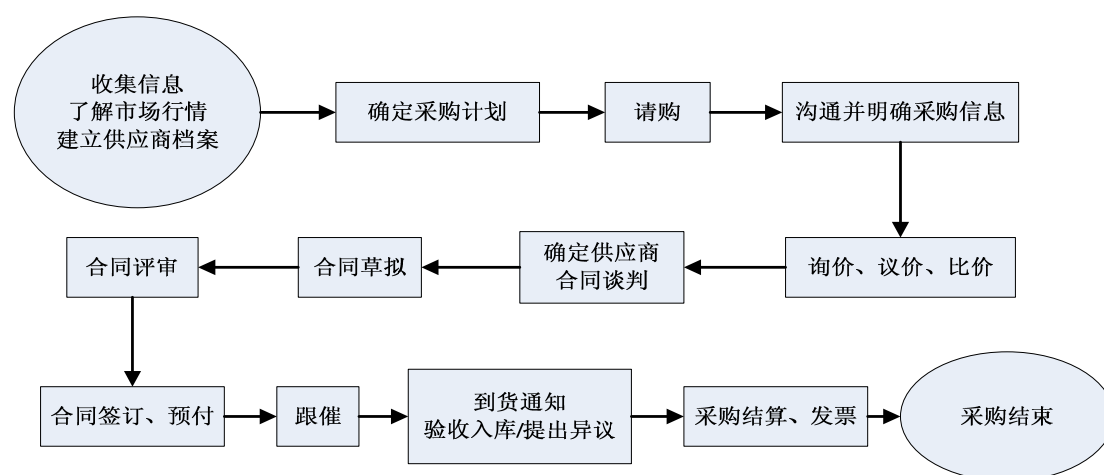 收集信息
了解市场行情
建立供应商档案
确定采购计划
请购
沟通并明确采购信息
询价、议价、比价
确定供应商
合同谈判
合同草拟
合同评审
合同签订、预付
跟催
到货通知
验收入库/提出异议
采购结算、发票
采购结束